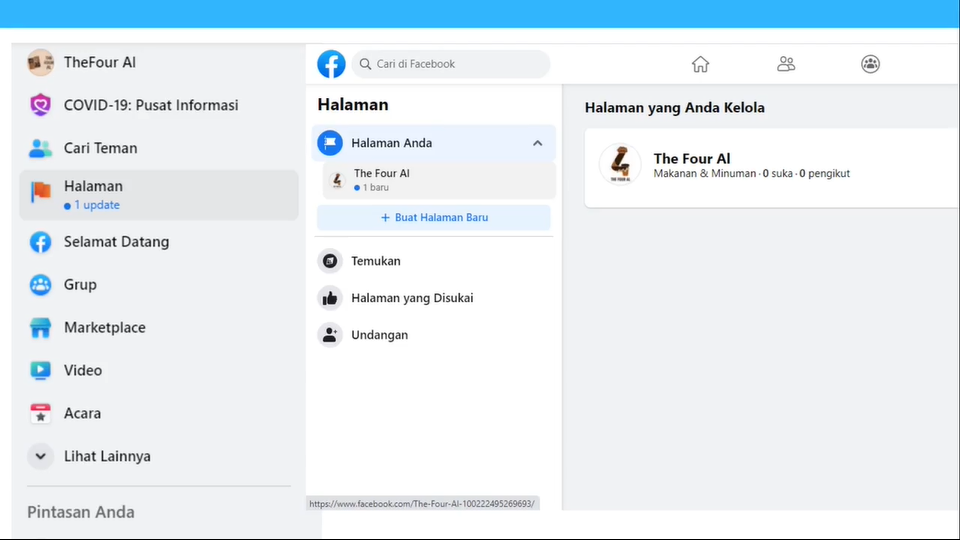 TheFour AI
COVID-19: Pusat Informasi
Cari Teman
Halaman
1 update
Selamat Datang
Grup
Marketplace
Video
Acara
Lihat Lainnya
Pintasan Anda
Cari di Facebook
Halaman
Halaman Anda
The Four Al
1 baru
+ Buat Halaman Baru
Temukan
Halaman yang Disukai
Undangan
https://www.facebook.com/The-Four-Al-100222495269693/
Halaman yang Anda Kelola
The Four Al
Makanan & Minuman · 0 suka · 0 pengikut
THE FOUR AL